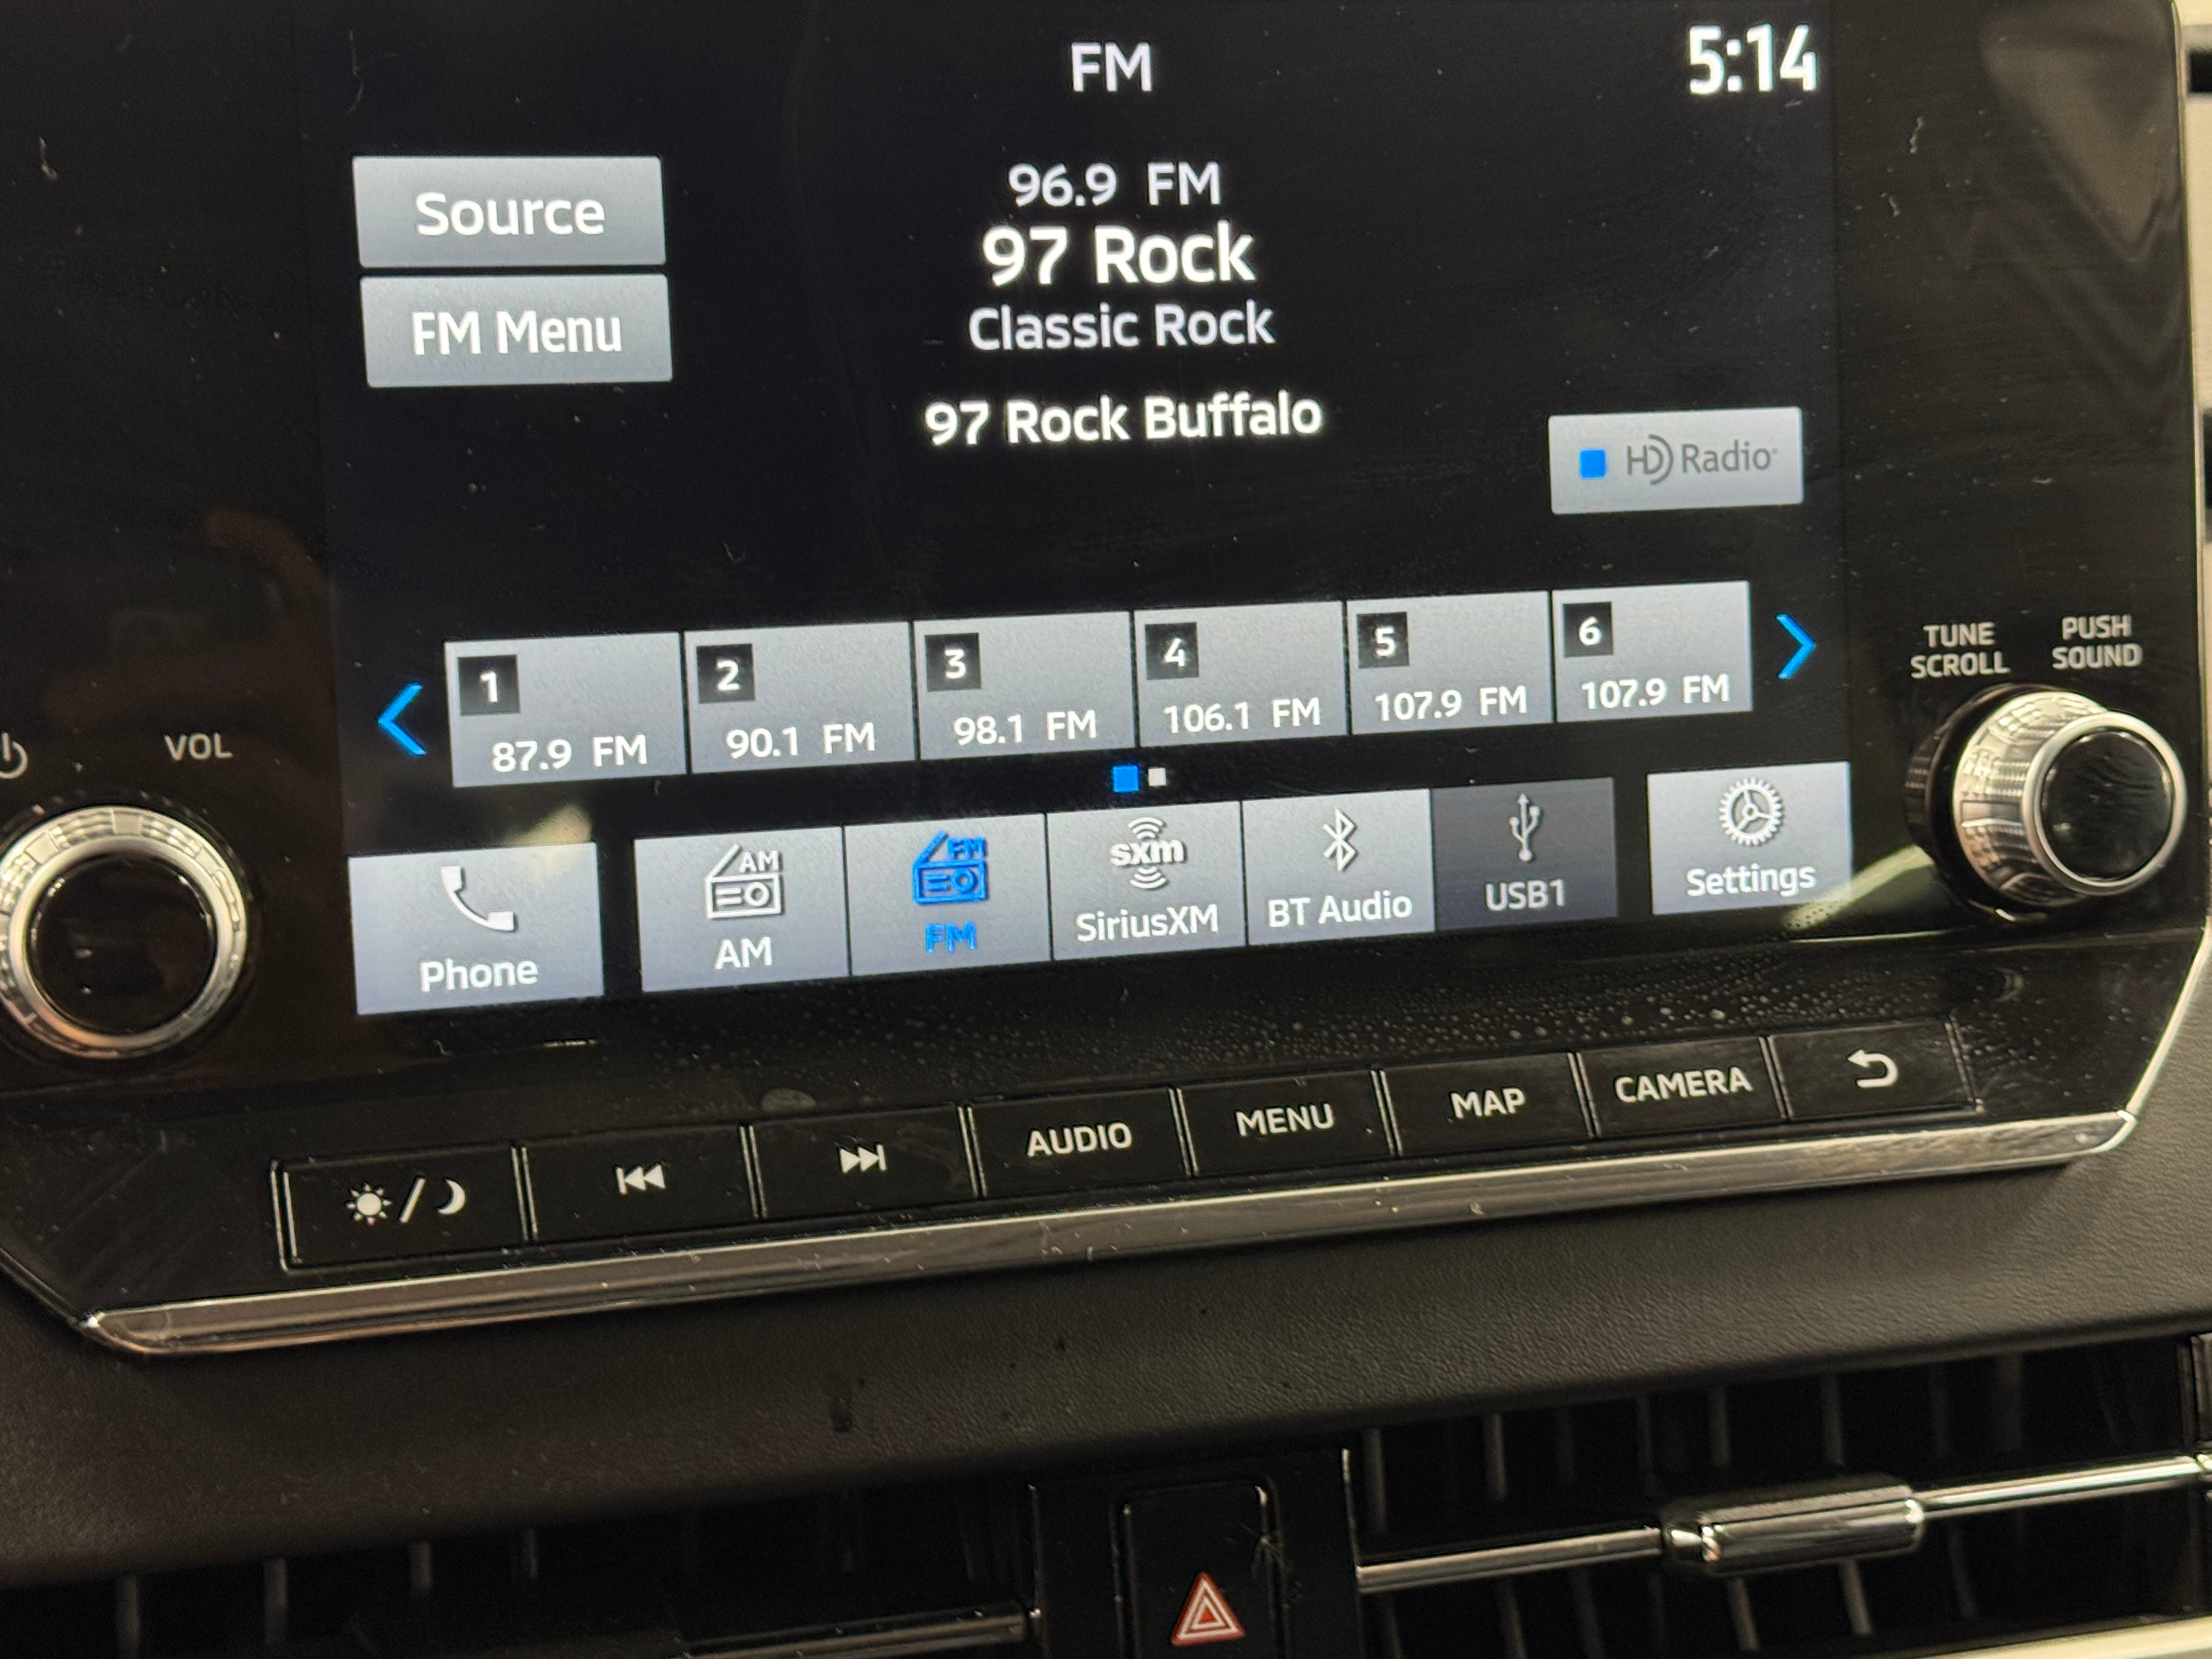 FM
5:14
Source
96.9 FM
97 Rock
Classic Rock
FM Menu
97 Rock Buffalo
HD Radio
TUNE
SCROLL
PUSH
SOUND
VOL
1
87.9 FM
2
90.1 FM
3
98.1 FM
4
106.1 FM
5
107.9 FM
6
107.9 FM
Phone
AM
AM
FM
FM
sxm
SiriusXM
BT Audio
USB1
Settings
AUDIO
MENU
MAP
CAMERA